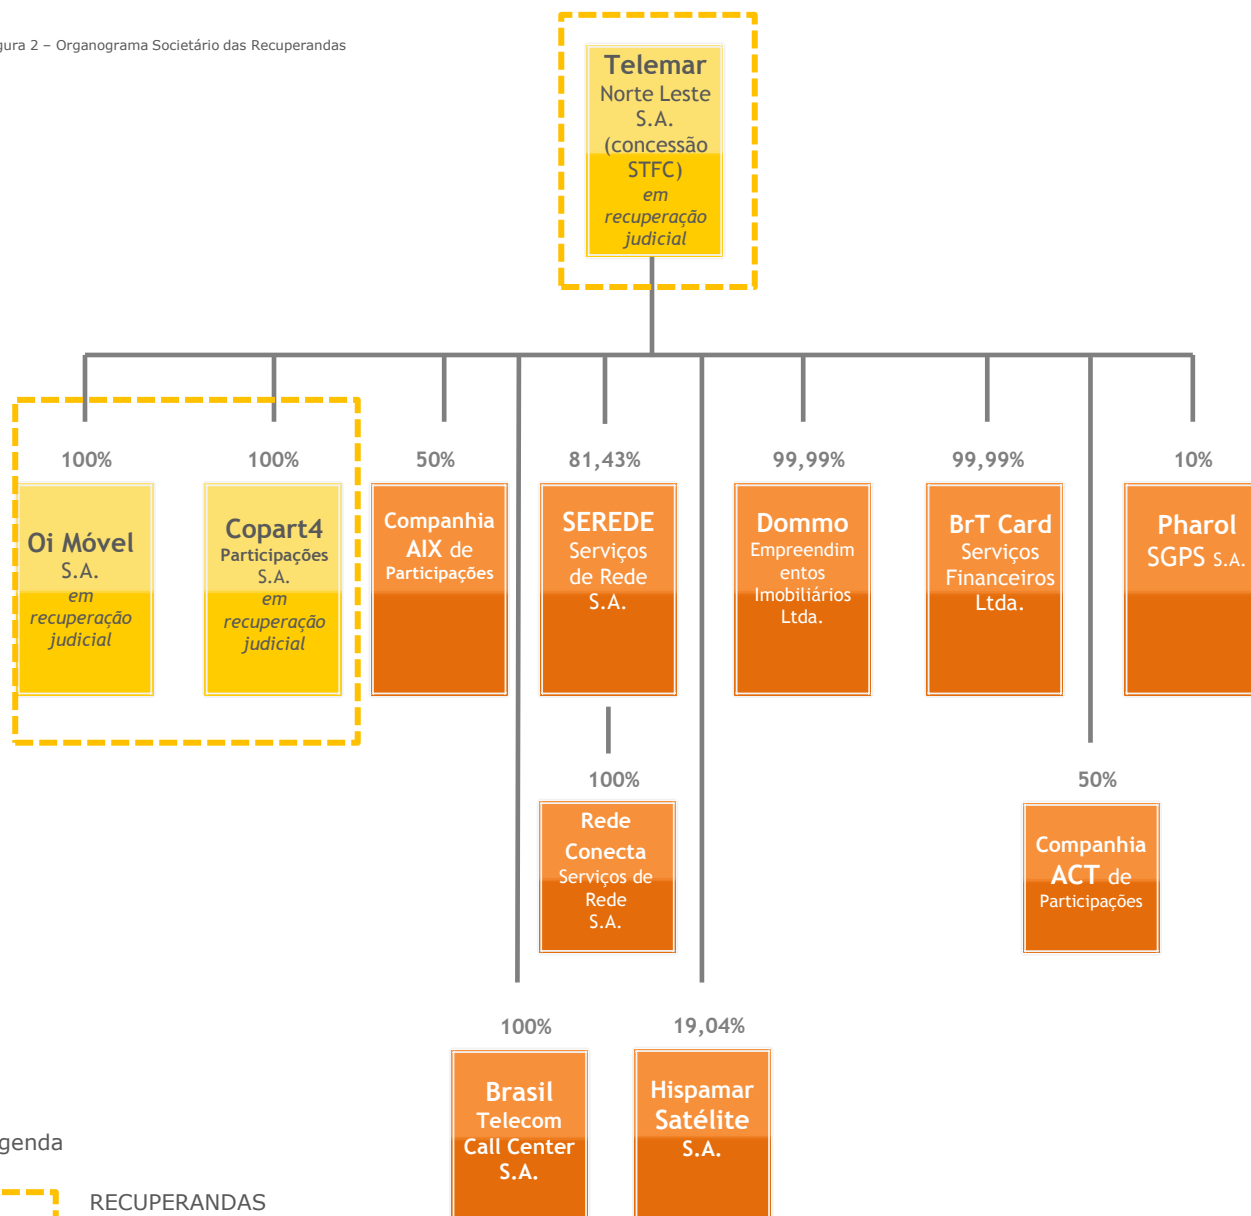 gura 2 – Organograma Societário das Recuperandas
Telemar
Norte Leste
S.A.
(concessão
STFC)
em
recuperação
judicial
100%
100%
50%
81,43%
99,99%
99,99%
10%
Oi Móvel
S.A.
em
recuperação
judicial
Copart4
Participações
S.A.
em
recuperação
judicial
Companhia
AIX de
Participações
SEREDE
Serviços
de Rede
S.A.
Dommo
Empreendim
entos
Imobiliários
Ltda.
BrT Card
Serviços
Financeiros
Ltda.
Pharol
SGPS S.A.
100%
Rede
Conecta
Serviços de
Rede
S.A.
50%
Companhia
ACT de
Participações
100%
Brasil
Telecom
Call Center
S.A.
19,04%
Hispamar
Satélite
S.A.
genda
RECUPERANDAS